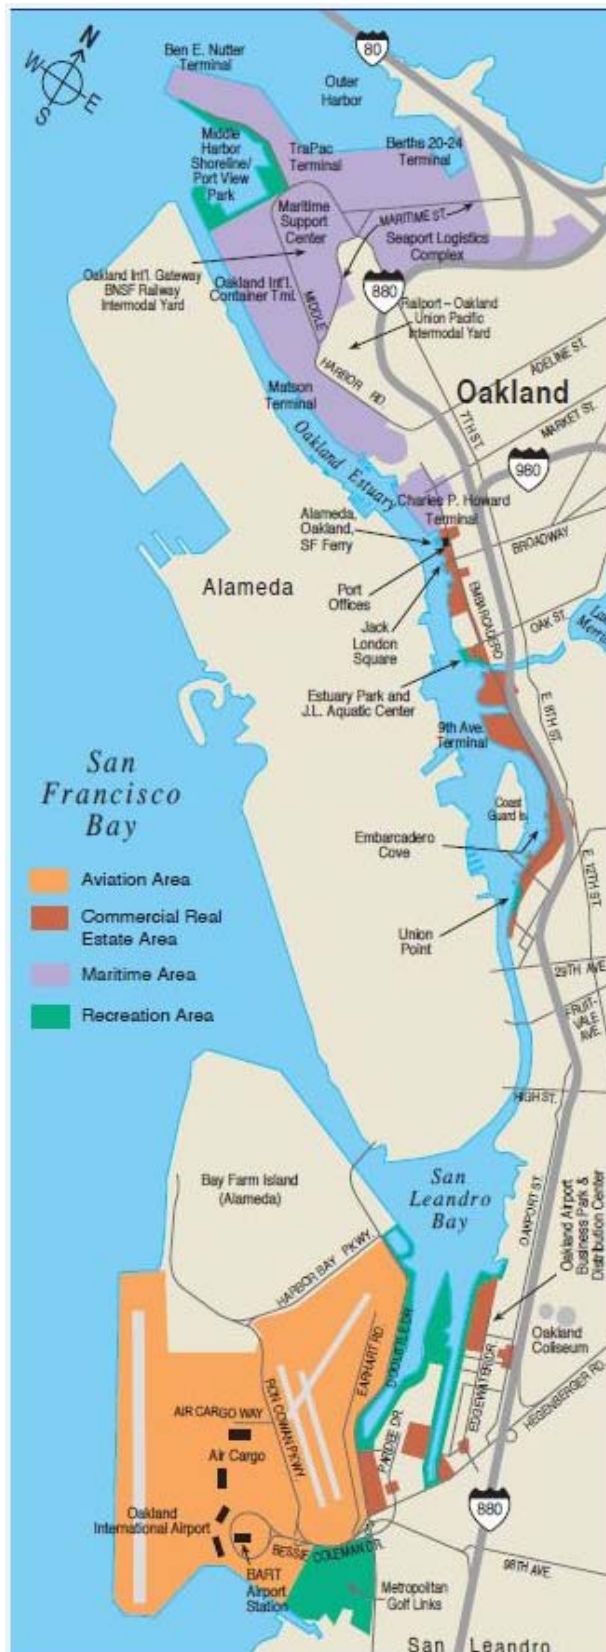 N
W
E
S
Ben E. Nutter
Terminal
80
Outer
Harbor
Middle
Harbor
Shoreline/
Port View
Park
TraPac
Terminal
Berths 20-24
Terminal
Maritime
Support
Center
MARITIME ST.
Seaport Logistics
Complex
Oakland Int'l. Gateway
BNSF Railway
Intermodal Yard
Oakland Int'l.
Container Tml.
MIDDLE
HARBOR RD.
880
Railport – Oakland
Union Pacific
Intermodal Yard
ADELINE ST.
Oakland
MARKET ST.
7TH ST.
Matson
Terminal
Oakland Estuary
980
Charles P. Howard
Terminal
Alameda,
Oakland,
SF Ferry
BROADWAY
Alameda
Port
Offices
EMBARCADERO
OAK ST.
Jack
London
Square
Estuary Park and
J.L. Aquatic Center
9th Ave.
Terminal
E. 8TH ST.
San
Francisco
Bay
Coast
Guard Is.
Embarcadero
Cove
E. 12TH ST.
Aviation Area
Commercial Real
Estate Area
Maritime Area
Recreation Area
Union
Point
29TH AVE.
FRUIT-
VALE
AVE.
HIGH ST.
San
Leandro
Bay
Bay Farm Island
(Alameda)
OAKPORT ST.
Oakland Airport
Business Park &
Distribution Center
HARBOR BAY PKWY.
DOOLITTLE DR.
EARHART RD.
Oakland
Coliseum
EDGEWATER DR.
HEGENBERGER RD.
AIR CARGO WAY
RON COWAN PKWY.
PARDEE DR.
Air Cargo
Oakland
International Airport
880
BESSIE COLEMAN DR.
98TH AVE.
BART
Airport
Station
Metropolitan
Golf Links
San Leandro